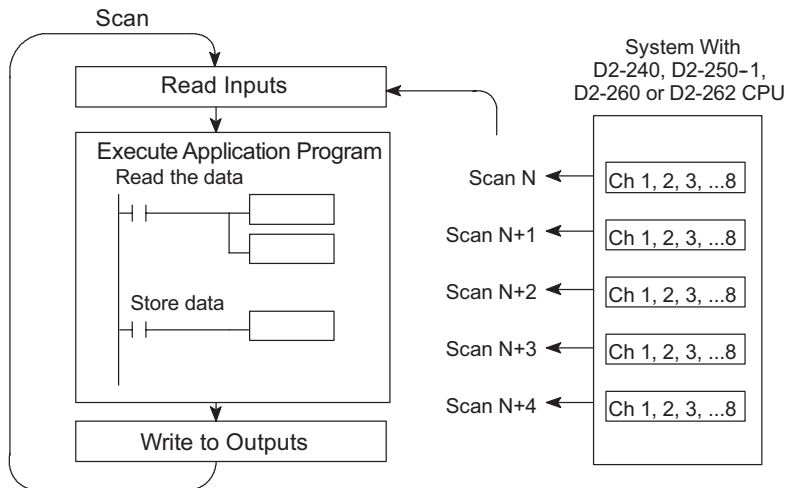 Scan
Read Inputs
Execute Application Program
Read the data
Store data
Write to Outputs
System With
D2-240, D2-250-1,
D2-260 or D2-262 CPU
Scan N
Ch 1, 2, 3, ...8
Scan N+1
Ch 1, 2, 3, ...8
Scan N+2
Ch 1, 2, 3, ...8
Scan N+3
Ch 1, 2, 3, ...8
Scan N+4
Ch 1, 2, 3, ...8